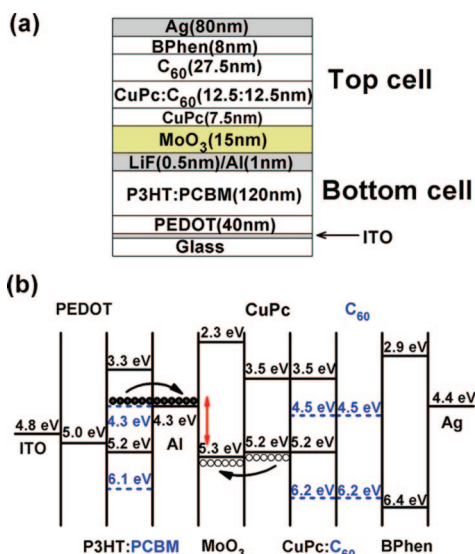 (a)
Ag(80nm)
BPhen(8nm)
C60(27.5nm)
CuPc:C60(12.5:12.5nm)
CuPc(7.5nm)
MoO3(15nm)
LiF(0.5nm)/Al(1nm)
P3HT:PCBM(120nm)
PEDOT(40nm)
Glass
Top cell
Bottom cell
ITO
(b)
PEDOT CuPc C60
2.3 eV
3.3 eV
3.5 eV 3.5 eV
2.9 eV
4.8 eV
ITO
5.0 eV
4.3 eV
4.3 eV
Al
4.5 eV 4.5 eV
4.4 eV
Ag
5.2 eV
5.3 eV
5.2 eV 5.2 eV
6.1 eV
6.2 eV 6.2 eV
6.4 eV
P3HT:PCBM MoO3 CuPc:C60 BPhen